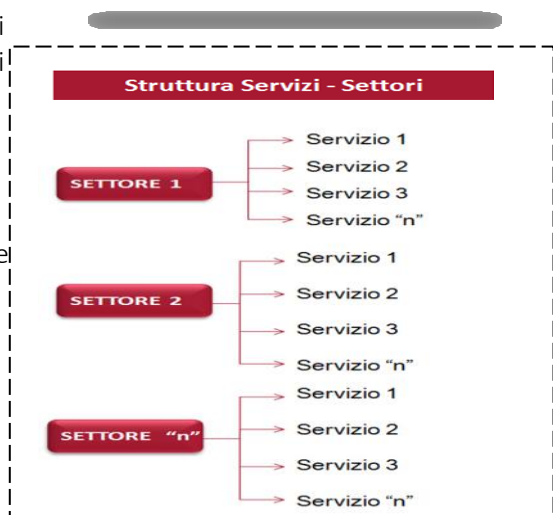 i
i
e
Struttura Servizi - Settori
SETTORE 1
Servizio 1
Servizio 2
Servizio 3
Servizio “n”
SETTORE 2
Servizio 1
Servizio 2
Servizio 3
Servizio “n”
SETTORE “n”
Servizio 1
Servizio 2
Servizio 3
Servizio “n”